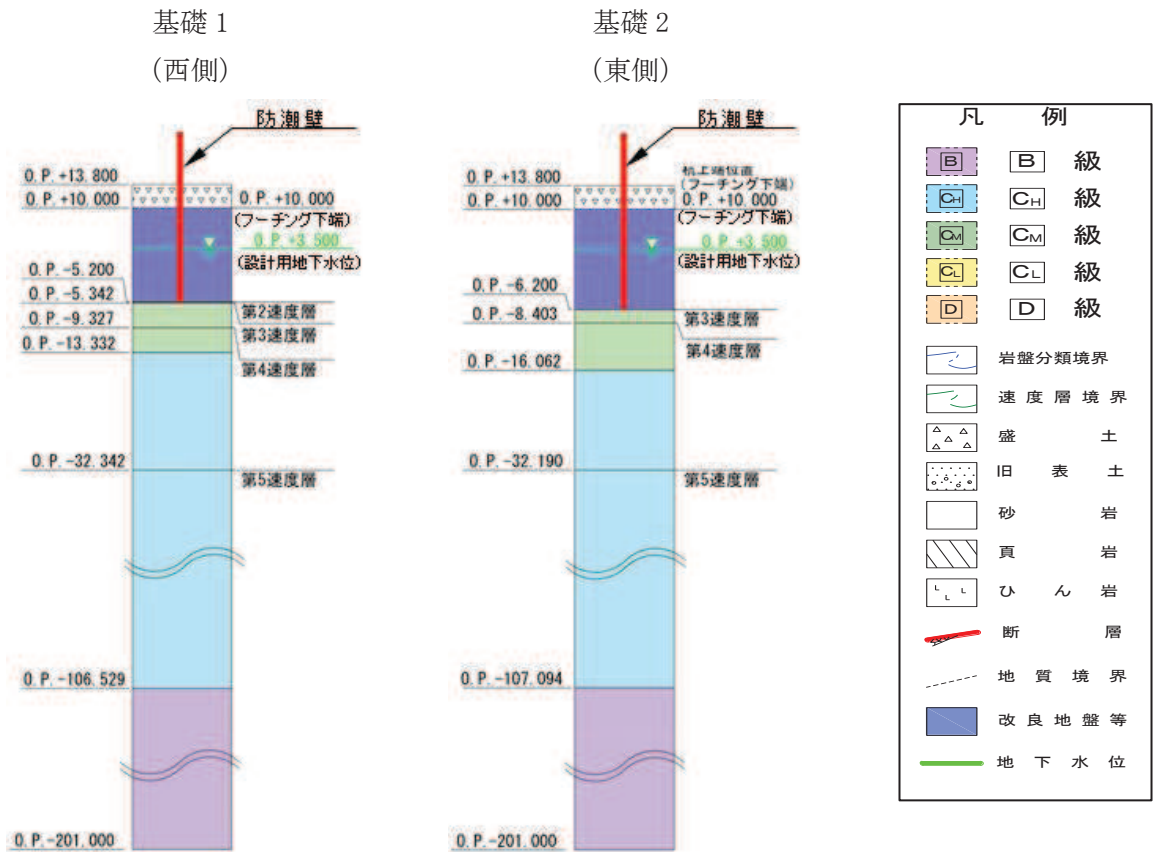 基礎 1
(西側)
防潮壁
O.P.+13.800
O.P.+10.000
O.P.+10.000
(フーチング下端)
O.P.+3.500
(設計用地下水位)
O.P.-5.200
O.P.-5.342
第2速度層
O.P.-9.327
第3速度層
O.P.-13.332
第4速度層
O.P.-32.342
第5速度層
O.P.-106.529
O.P.-201.000
基礎 2
(東側)
防潮壁
杭上端位置
(フーチング下端)
O.P.+13.800
O.P.+10.000
O.P.+10.000
(フーチング下端)
O.P.+3.500
(設計用地下水位)
O.P.-6.200
第3速度層
O.P.-8.403
第4速度層
O.P.-16.062
O.P.-32.190
第5速度層
O.P.-107.094
O.P.-201.000
凡 例
B B 級
CH CH 級
CM CM 級
CL CL 級
D D 級
岩盤分類境界
速度層境界
盛 土
旧 表 土
砂 岩
頁 岩
ひ ん 岩
断 層
地 質 境 界
改 良 地 盤 等
地 下 水 位